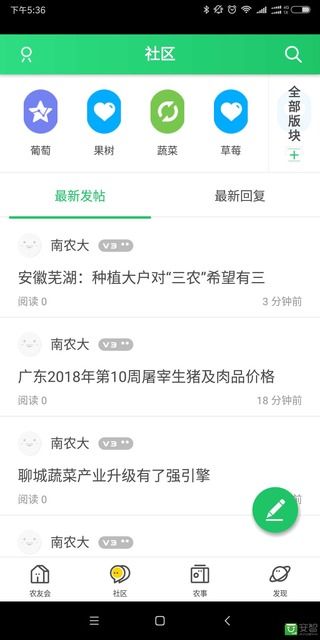 下午5:36
社区
葡萄
果树
蔬菜
草莓
全部版块
最新发帖
最新回复
南农大
V3
安徽芜湖：种植大户对“三农”希望有三
阅读 0
3 分钟前
南农大
V3
广东2018年第10周屠宰生猪及肉品价格
阅读 0
18 分钟前
南农大
V3
聊城蔬菜产业升级有了强引擎
阅读 0
前
南农大
V3
农友会
社区
农事
发现
安智